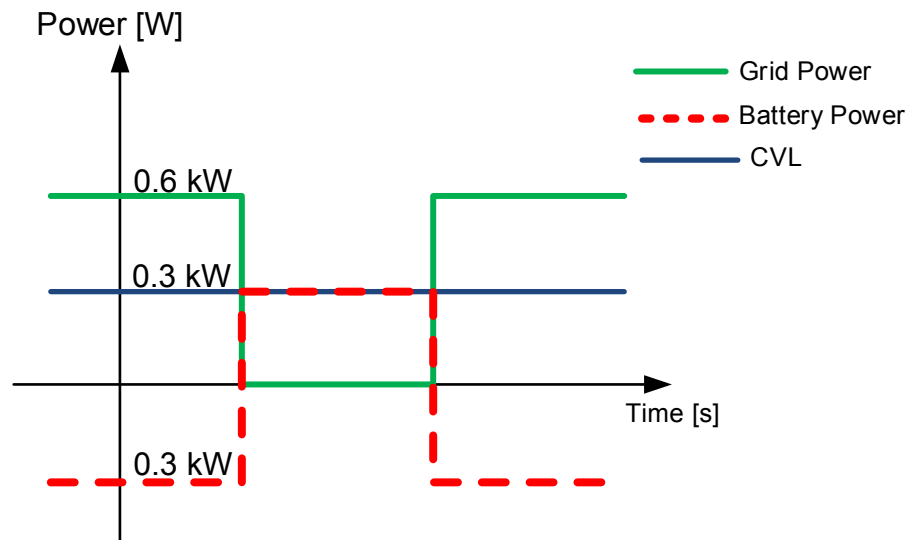 Power [W]
Grid Power
Battery Power
CVL
0.6 kW
0.3 kW
Time [s]
0.3 kW